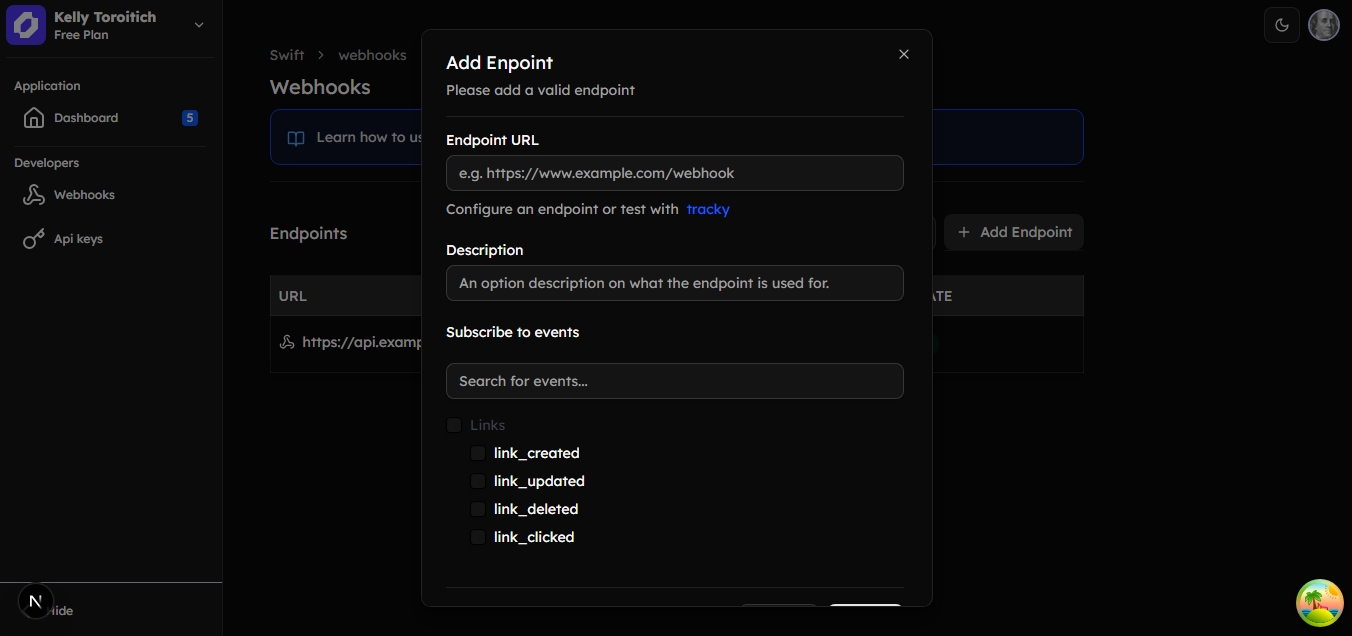 Kelly Toroitich
Free Plan
Application
Dashboard 5
Developers
Webhooks
Api keys
Hide
N
Swift > webhooks
Webhooks
Learn how to us
Endpoints
+ Add Endpoint
URL
ATE
https://api.examp
Add Enpoint
Please add a valid endpoint
Endpoint URL
e.g. https://www.example.com/webhook
Configure an endpoint or test with tracky
Description
An option description on what the endpoint is used for.
Subscribe to events
Search for events...
Links
link_created
link_updated
link_deleted
link_clicked